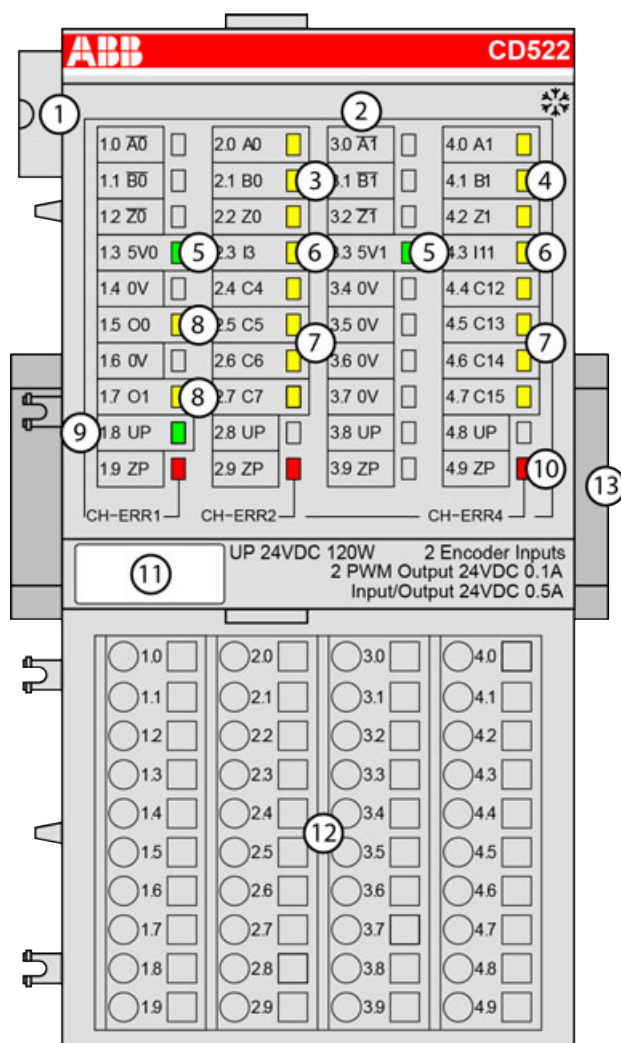 ABB CD522
1 2
1.0 A̅0̅ 2.0 A0 3.0 A̅1̅ 4.0 A1
1.1 B̅0̅ 2.1 B0 3 3.1 B̅1̅ 4.1 B1 4
1.2 Z̅0̅ 2.2 Z0 3.2 Z̅1̅ 4.2 Z1
1.3 5V0 5 2.3 I3 6 3.3 5V1 5 4.3 I11 6
1.4 0V 2.4 C4 3.4 0V 4.4 C12
1.5 O0 8 2.5 C5 3.5 0V 4.5 C13
7 7
1.6 0V 2.6 C6 3.6 0V 4.6 C14
1.7 O1 8 2.7 C7 3.7 0V 4.7 C15
9 1.8 UP 2.8 UP 3.8 UP 4.8 UP
1.9 ZP 2.9 ZP 3.9 ZP 4.9 ZP 10
13
CH-ERR1 CH-ERR2 CH-ERR4
11
UP 24VDC 120W 2 Encoder Inputs
2 PWM Output 24VDC 0.1A
Input/Output 24VDC 0.5A
1.0 2.0 3.0 4.0
1.1 2.1 3.1 4.1
1.2 2.2 3.2 4.2
1.3 2.3 3.3 4.3
1.4 2.4 3.4 4.4
12
1.5 2.5 3.5 4.5
1.6 2.6 3.6 4.6
1.7 2.7 3.7 4.7
1.8 2.8 3.8 4.8
1.9 2.9 3.9 4.9